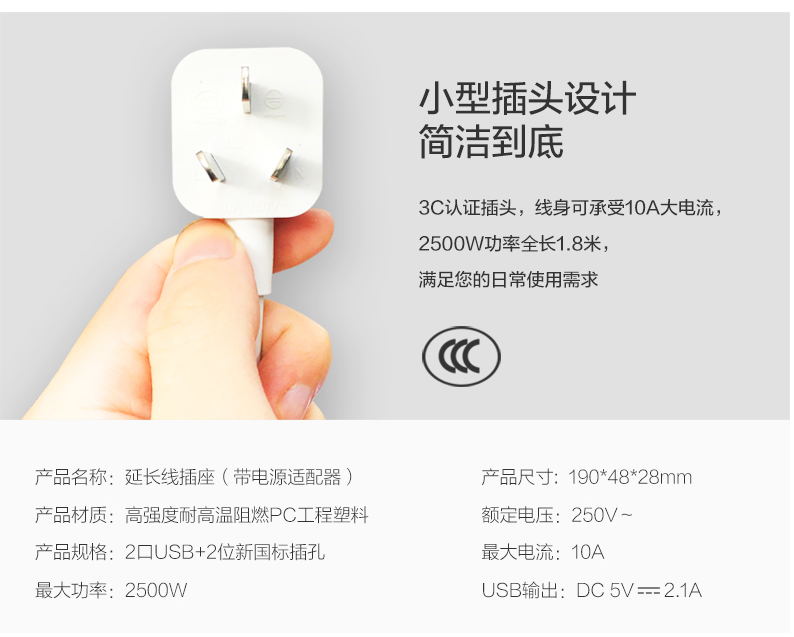 小型插头设计
简洁到底
3C认证插头，线身可承受10A大电流，
2500W功率全长1.8米，
满足您的日常使用需求
CCC
产品名称：延长线插座（带电源适配器）
产品尺寸：190*48*28mm
产品材质：高强度耐高温阻燃PC工程塑料
额定电压：250V~
产品规格：2口USB+2位新国标插孔
最大电流：10A
最大功率：2500W
USB输出：DC 5V⎓2.1A